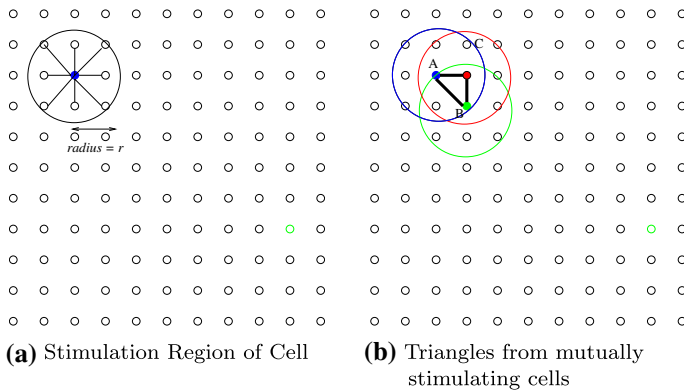 C
A
B
radius = r
(a) Stimulation Region of Cell
(b) Triangles from mutually
stimulating cells